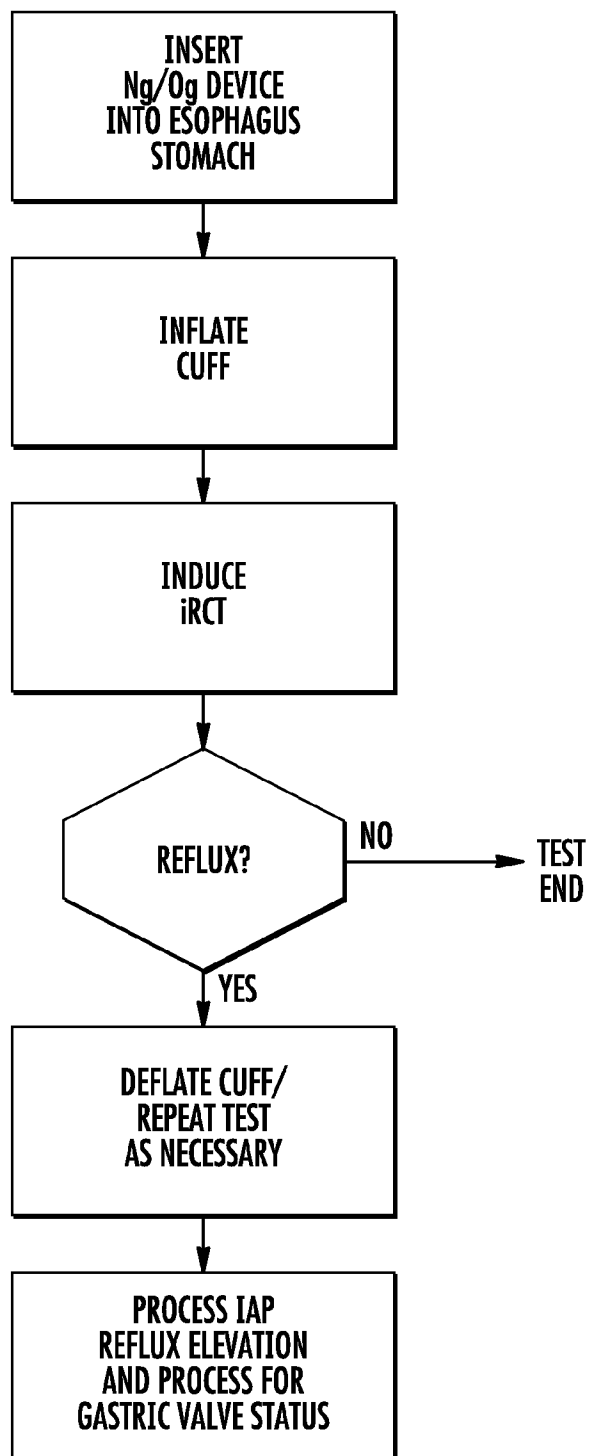 INSERT
Ng/Og DEVICE
INTO ESOPHAGUS
STOMACH
INFLATE
CUFF
INDUCE
iRCT
REFLUX?
NO
TEST
END
YES
DEFLATE CUFF/
REPEAT TEST
AS NECESSARY
PROCESS IAP
REFLUX ELEVATION
AND PROCESS FOR
GASTRIC VALVE STATUS